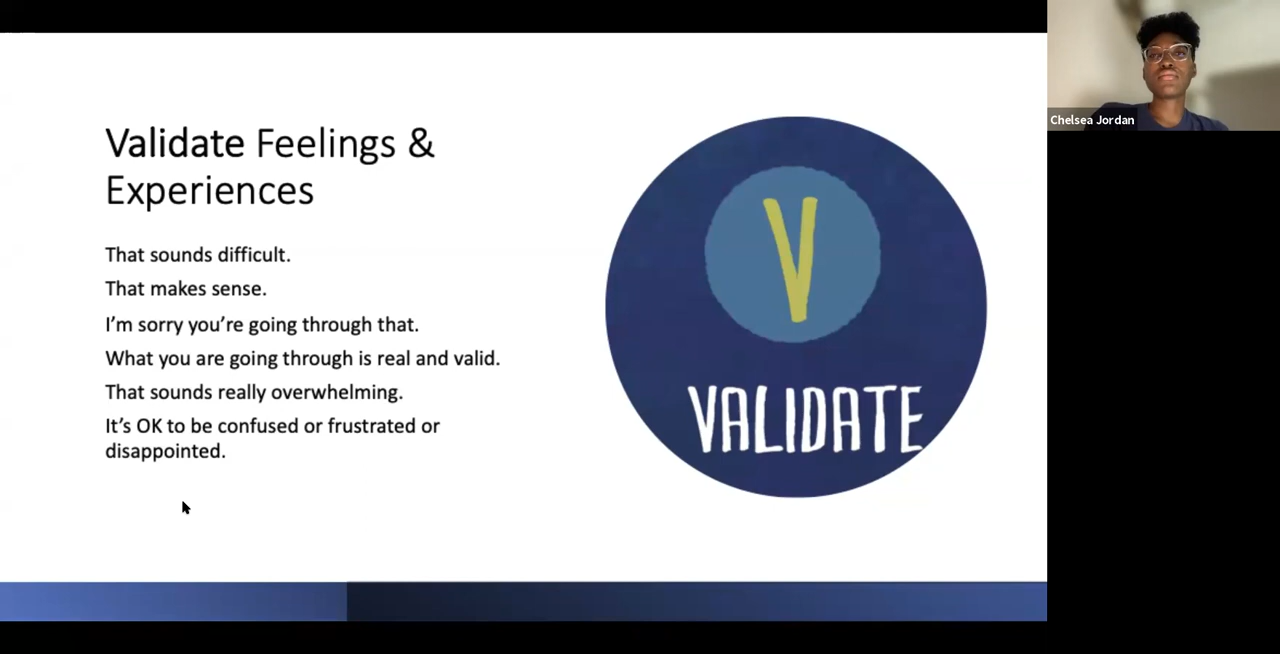 Validate Feelings &
Experiences
That sounds difficult.
That makes sense.
I’m sorry you’re going through that.
What you are going through is real and valid.
That sounds really overwhelming.
It’s OK to be confused or frustrated or
disappointed.
V
VALIDATE
Chelsea Jordan